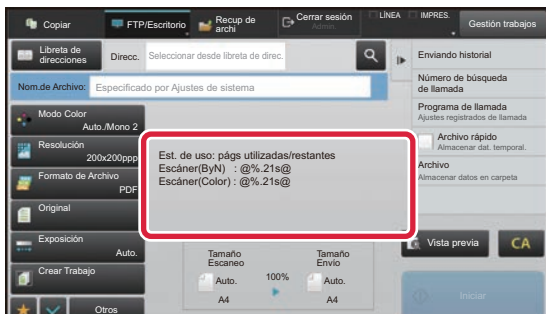 Copiar
FTP/Escritorio
Recup de
archi
Cerrar sesión
Admin.
LÍNEA
IMPRES.
Gestión trabajos
Libreta de
direcciones
Direcc.
Seleccionar desde libreta de direc.
Nom.de Archivo:
Especificado por Ajustes de sistema
Modo Color
Auto./Mono 2
Resolución
200x200ppp
Formato de Archivo
PDF
Original
Exposición
Auto.
Crear Trabajo
Otros
Est. de uso: págs utilizadas/restantes
Escáner(ByN) : @%.21s@
Escáner(Color) : @%.21s@
Tamaño
Escaneo
Auto.
A4
100%
Tamaño
Envío
Auto.
A4
Enviando historial
Número de búsqueda
de llamada
Programa de llamada
Ajustes registrados de llamada
Archivo rápido
Almacenar dat. temporal.
Archivo
Almacenar datos en carpeta
Vista previa
CA
Iniciar